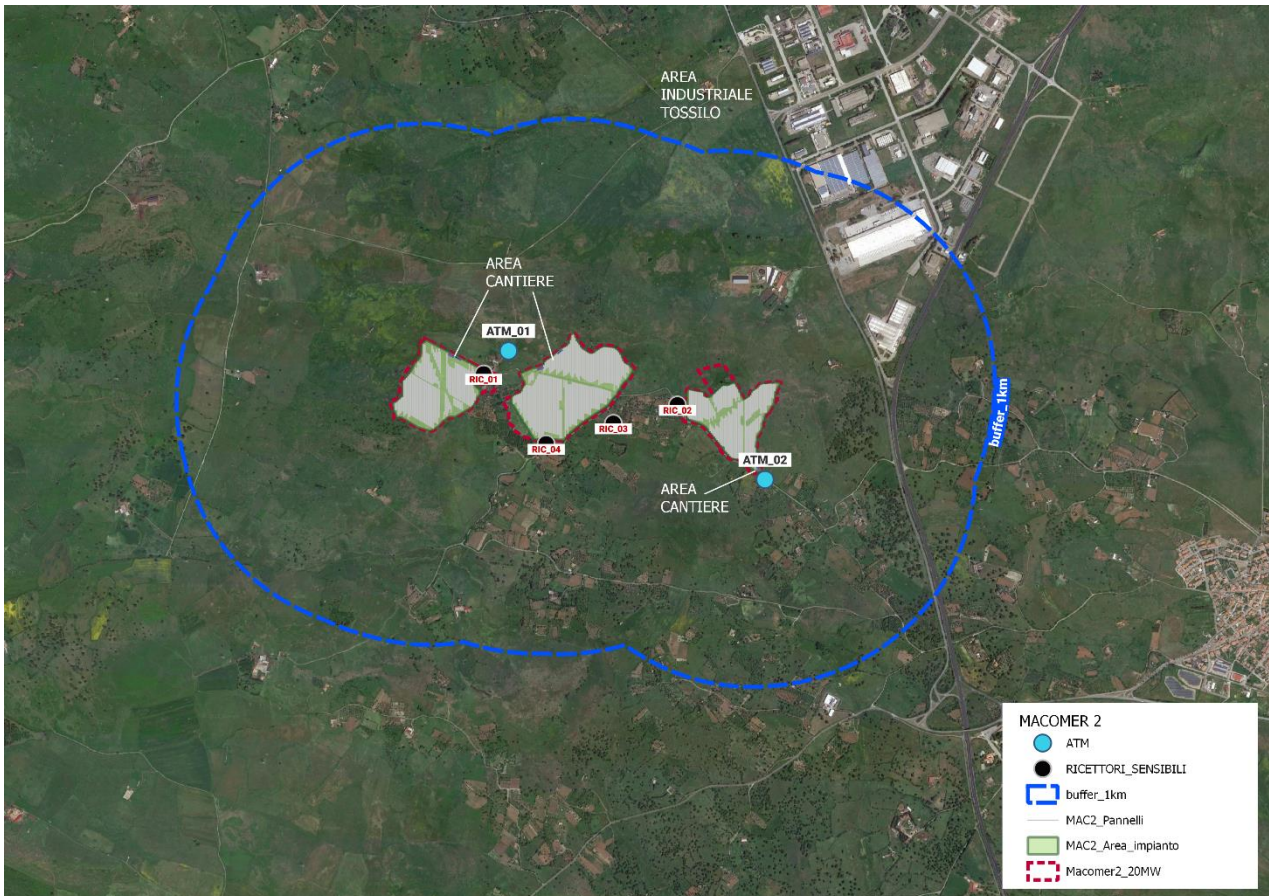 AREA
INDUSTRIALE
TOSSILO
AREA
CANTIERE
ATM_01
RIC_01
RIC_02
RIC_03
RIC_04
ATM_02
AREA
CANTIERE
buffer_1km
MACOMER 2
ATM
RICETTORI_SENSIBILI
buffer_1km
MAC2_Pannelli
MAC2_Area_impianto
Macomer2_20MW